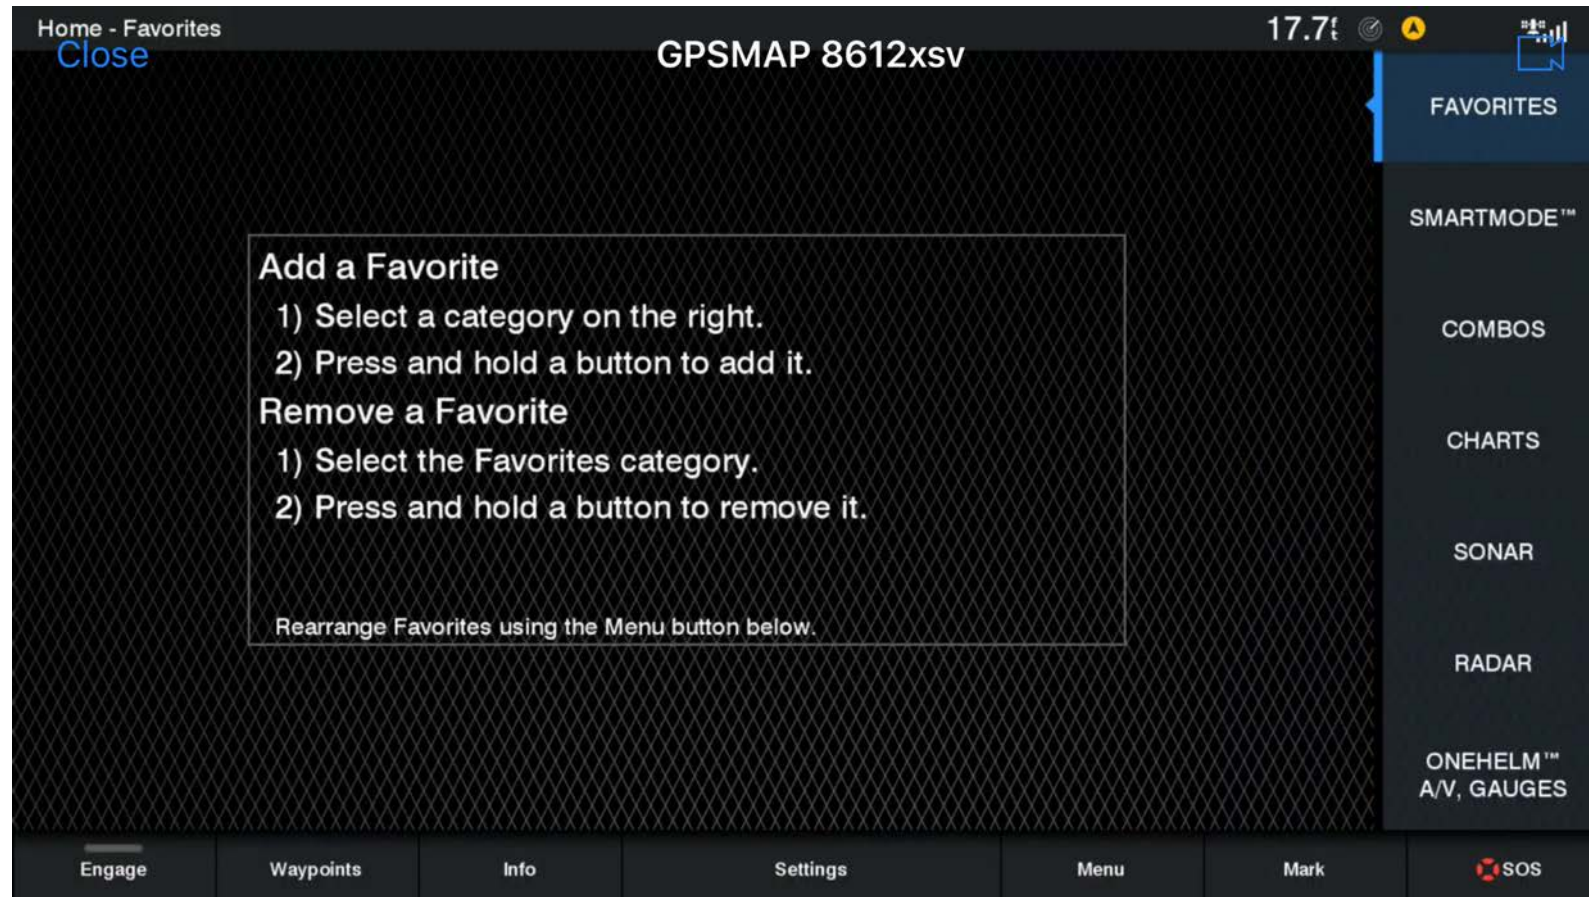 Home - Favorites
17.7ft
Close
GPSMAP 8612xsv
FAVORITES
SMARTMODE™
Add a Favorite
1) Select a category on the right.
2) Press and hold a button to add it.
Remove a Favorite
1) Select the Favorites category.
2) Press and hold a button to remove it.
Rearrange Favorites using the Menu button below.
COMBOS
CHARTS
SONAR
RADAR
ONEHELM™
A/V, GAUGES
Engage
Waypoints
Info
Settings
Menu
Mark
SOS